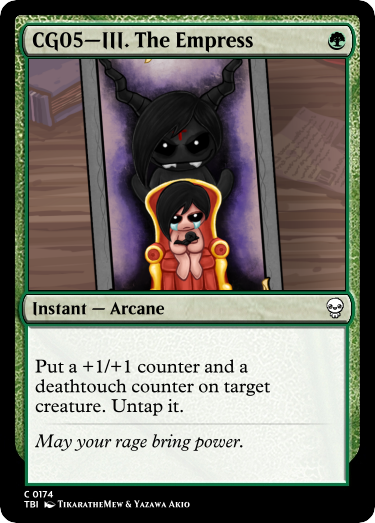 CG05—III. The Empress
Instant — Arcane
Put a +1/+1 counter and a
deathtouch counter on target
creature. Untap it.
May your rage bring power.
C 0174
TBI TikaratheMew & Yazawa Akio